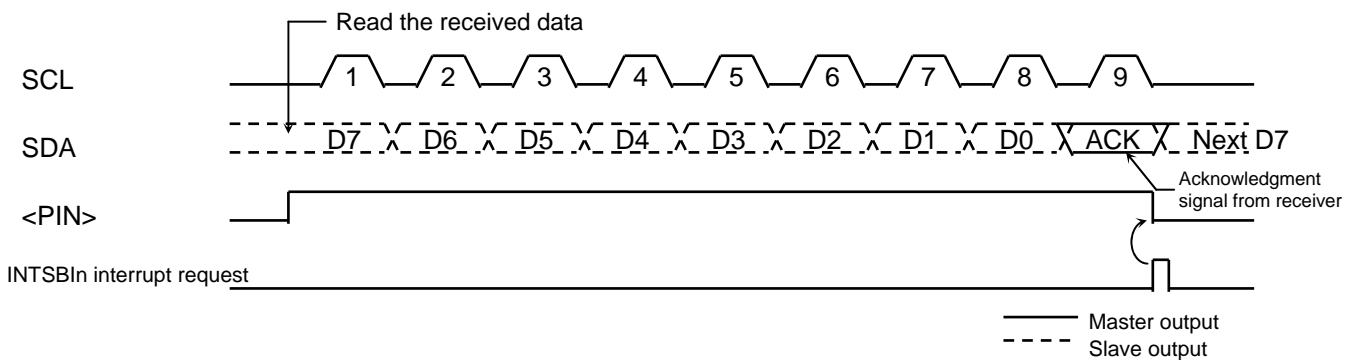 Read the received data
SCL 1 2 3 4 5 6 7 8 9
SDA D7 D6 D5 D4 D3 D2 D1 D0 ACK Next D7
Acknowledgment
signal from receiver
<PIN>
INTSBIn interrupt request
Master output
Slave output